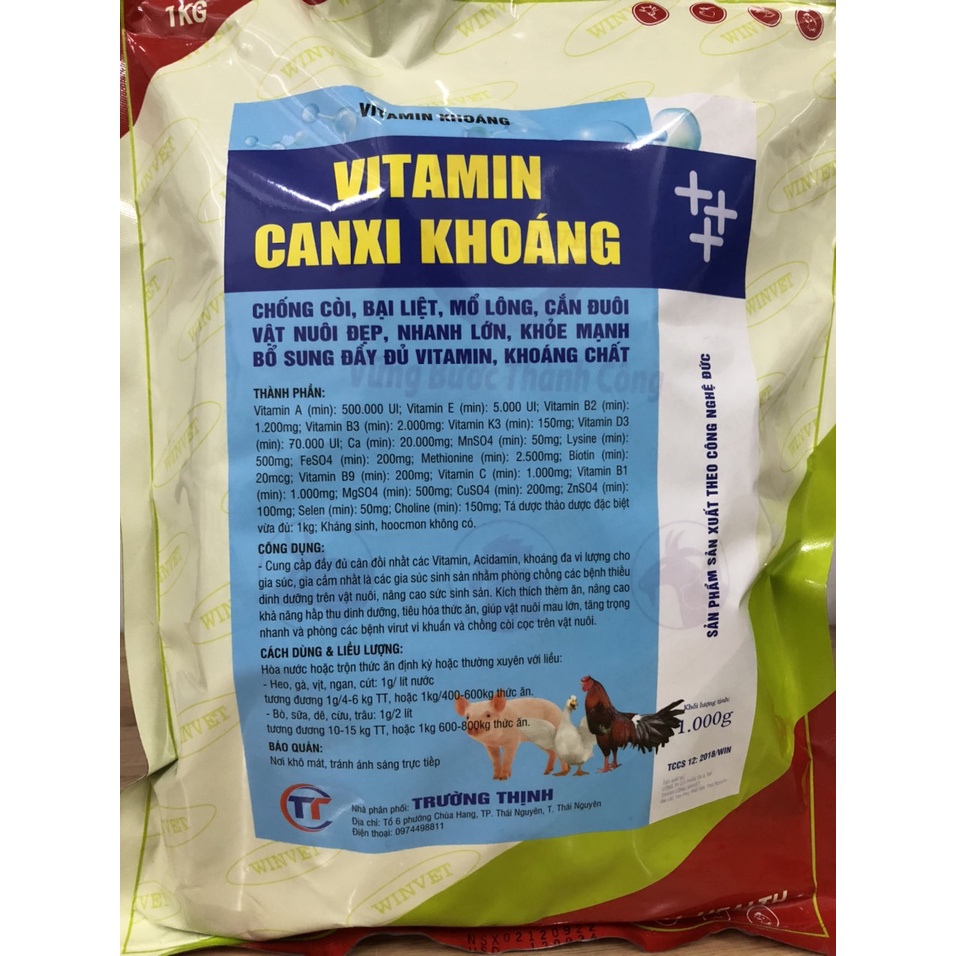 1KG
WINVET
VITAMIN KHOÁNG
VITAMIN
CANXI KHOÁNG
CHỐNG CÒI, BẠI LIỆT, MỔ LÔNG, CẮN ĐUÔI
VẬT NUÔI ĐẸP, NHANH LỚN, KHỎE MẠNH
BỔ SUNG ĐẦY ĐỦ VITAMIN, KHOÁNG CHẤT
Vững Bước Thành Công
THÀNH PHẦN:
Vitamin A (min): 500.000 UI; Vitamin E (min): 5.000 UI; Vitamin B2 (min):
1.200mg; Vitamin B3 (min): 2.000mg: Vitamin K3 (min): 150mg; Vitamin D3
(min): 70.000 UI; Ca (min): 20.000mg; MnSO4 (min): 50mg; Lysine (min):
500mg; FeSO4 (min): 200mg; Methionine (min): 2.500mg; Biotin (min):
20mcg; Vitamin B9 (min): 200mg; Vitamin C (min): 1.000mg; Vitamin B1
(min): 1.000mg; MgSO4 (min): 500mg; CuSO4 (min): 200mg; ZnSO4 (min):
100mg; Selen (min): 50mg; Choline (min): 150mg; Tá dược thảo dược đặc biệt
vừa đủ: 1kg; Kháng sinh, hoocmon không có.
CÔNG DỤNG:
- Cung cấp đầy đủ cân đối nhất các Vitamin, Acidamin, khoáng đa vi lượng cho
gia súc, gia cầm nhất là các gia súc sinh sản nhằm phòng chống các bệnh thiếu
dinh dưỡng trên vật nuôi, nâng cao sức sinh sản. Kích thích thèm ăn, nâng cao
khả năng hấp thu dinh dưỡng, tiêu hóa thức ăn, giúp vật nuôi mau lớn, tăng trọng
nhanh và phòng các bệnh virut vi khuẩn và chống còi cọc trên vật nuôi.
CÁCH DÙNG & LIỀU LƯỢNG:
Hòa nước hoặc trộn thức ăn định kỳ hoặc thường xuyên với liều:
- Heo, gà, vịt, ngan, cút: 1g/ lít nước
tương đương 1g/4-6 kg TT, hoặc 1kg/400-600kg thức ăn.
- Bò, sữa, dê, cừu, trâu: 1g/2 lít
tương đương 10-15 kg TT, hoặc 1kg 600-800kg thức ăn.
BẢO QUẢN:
Nơi khô mát, tránh ánh sáng trực tiếp
Nhà phân phối: TRƯỜNG THỊNH
Địa chỉ: Tổ 6 phường Chùa Hang, TP. Thái Nguyên, T. Thái Nguyên
Điện thoại: 0974498811
SẢN PHẨM SẢN XUẤT THEO CÔNG NGHỆ ĐỨC
Khối lượng tịnh:
1.000g
TCCS 12: 2018/WIN
WINVET